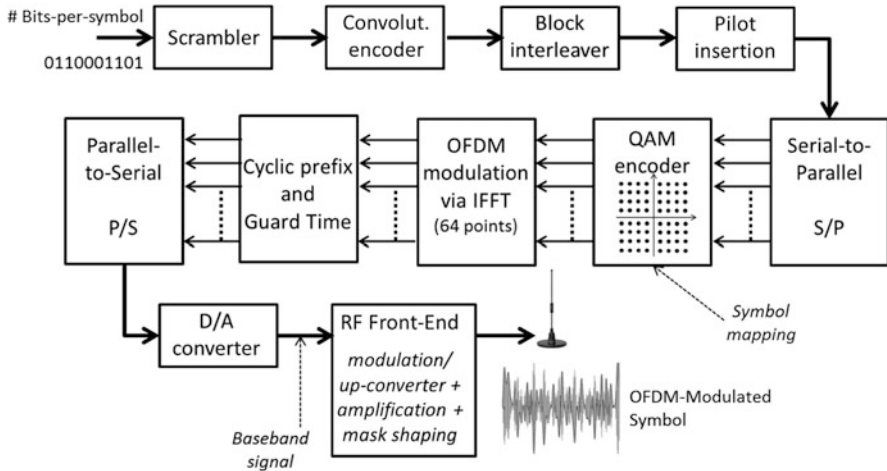 # Bits-per-symbol
0110001101
Scrambler
Convolut.
encoder
Block
interleaver
Pilot
insertion
Parallel-
to-Serial
P/S
Cyclic prefix
and
Guard Time
OFDM
modulation
via IFFT
(64 points)
QAM
encoder
Serial-to-
Parallel
S/P
Symbol
mapping
D/A
converter
Baseband
signal
RF Front-End
modulation/
up-converter +
amplification +
mask shaping
OFDM-Modulated
Symbol